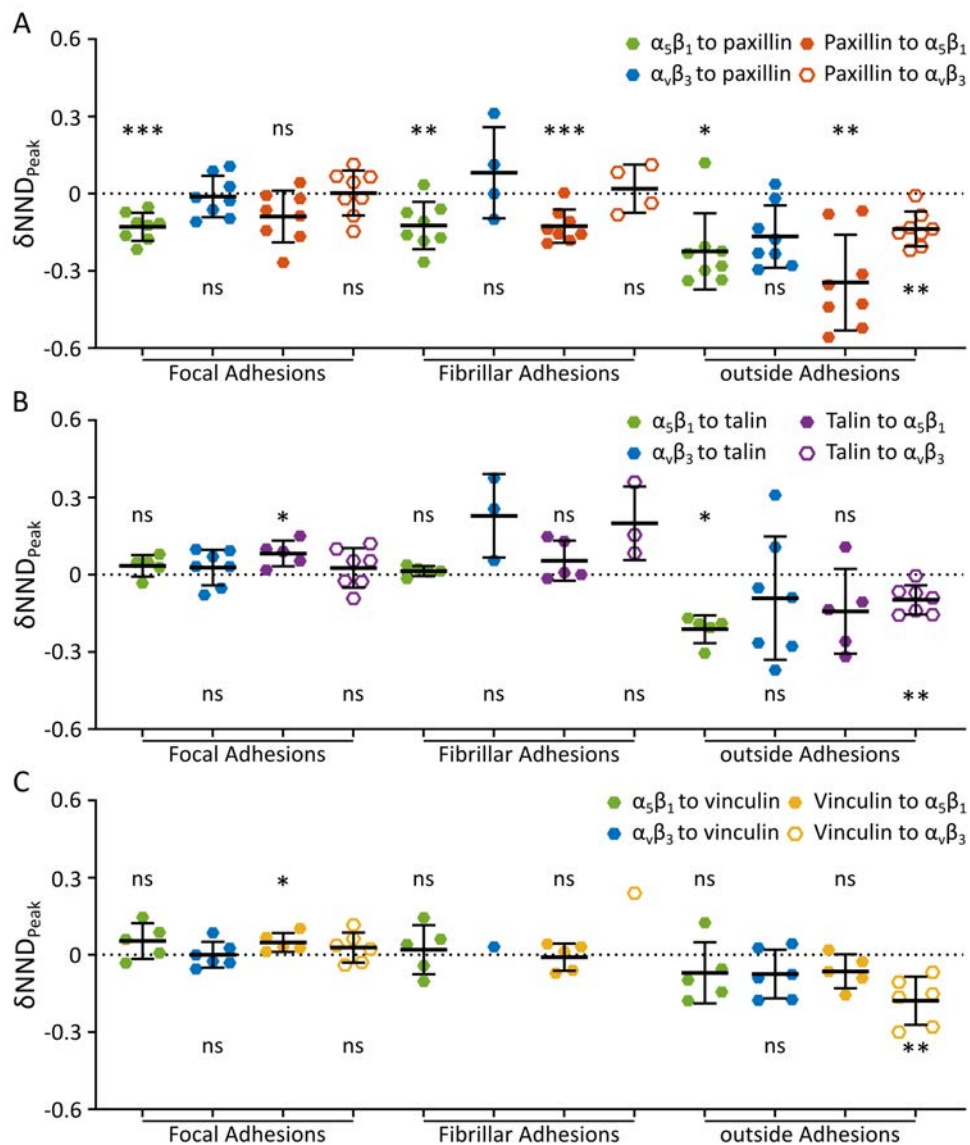 A
0.6
α5β1 to paxillin Paxillin to α5β1
αvβ3 to paxillin Paxillin to αvβ3
0.3
*** ns ** *** * **
0
δNNDPeak
-0.3
ns ns ns ns ns **
-0.6
Focal Adhesions Fibrillar Adhesions outside Adhesions
B
0.6
α5β1 to talin Talin to α5β1
αvβ3 to talin Talin to αvβ3
0.3
ns * ns ns * ns
0
δNNDPeak
-0.3
ns ns ns ns ns **
-0.6
Focal Adhesions Fibrillar Adhesions outside Adhesions
C
0.6
α5β1 to vinculin Vinculin to α5β1
αvβ3 to vinculin Vinculin to αvβ3
0.3
ns * ns ns ns ns
0
δNNDPeak
-0.3
ns ns ns **
-0.6
Focal Adhesions Fibrillar Adhesions outside Adhesions